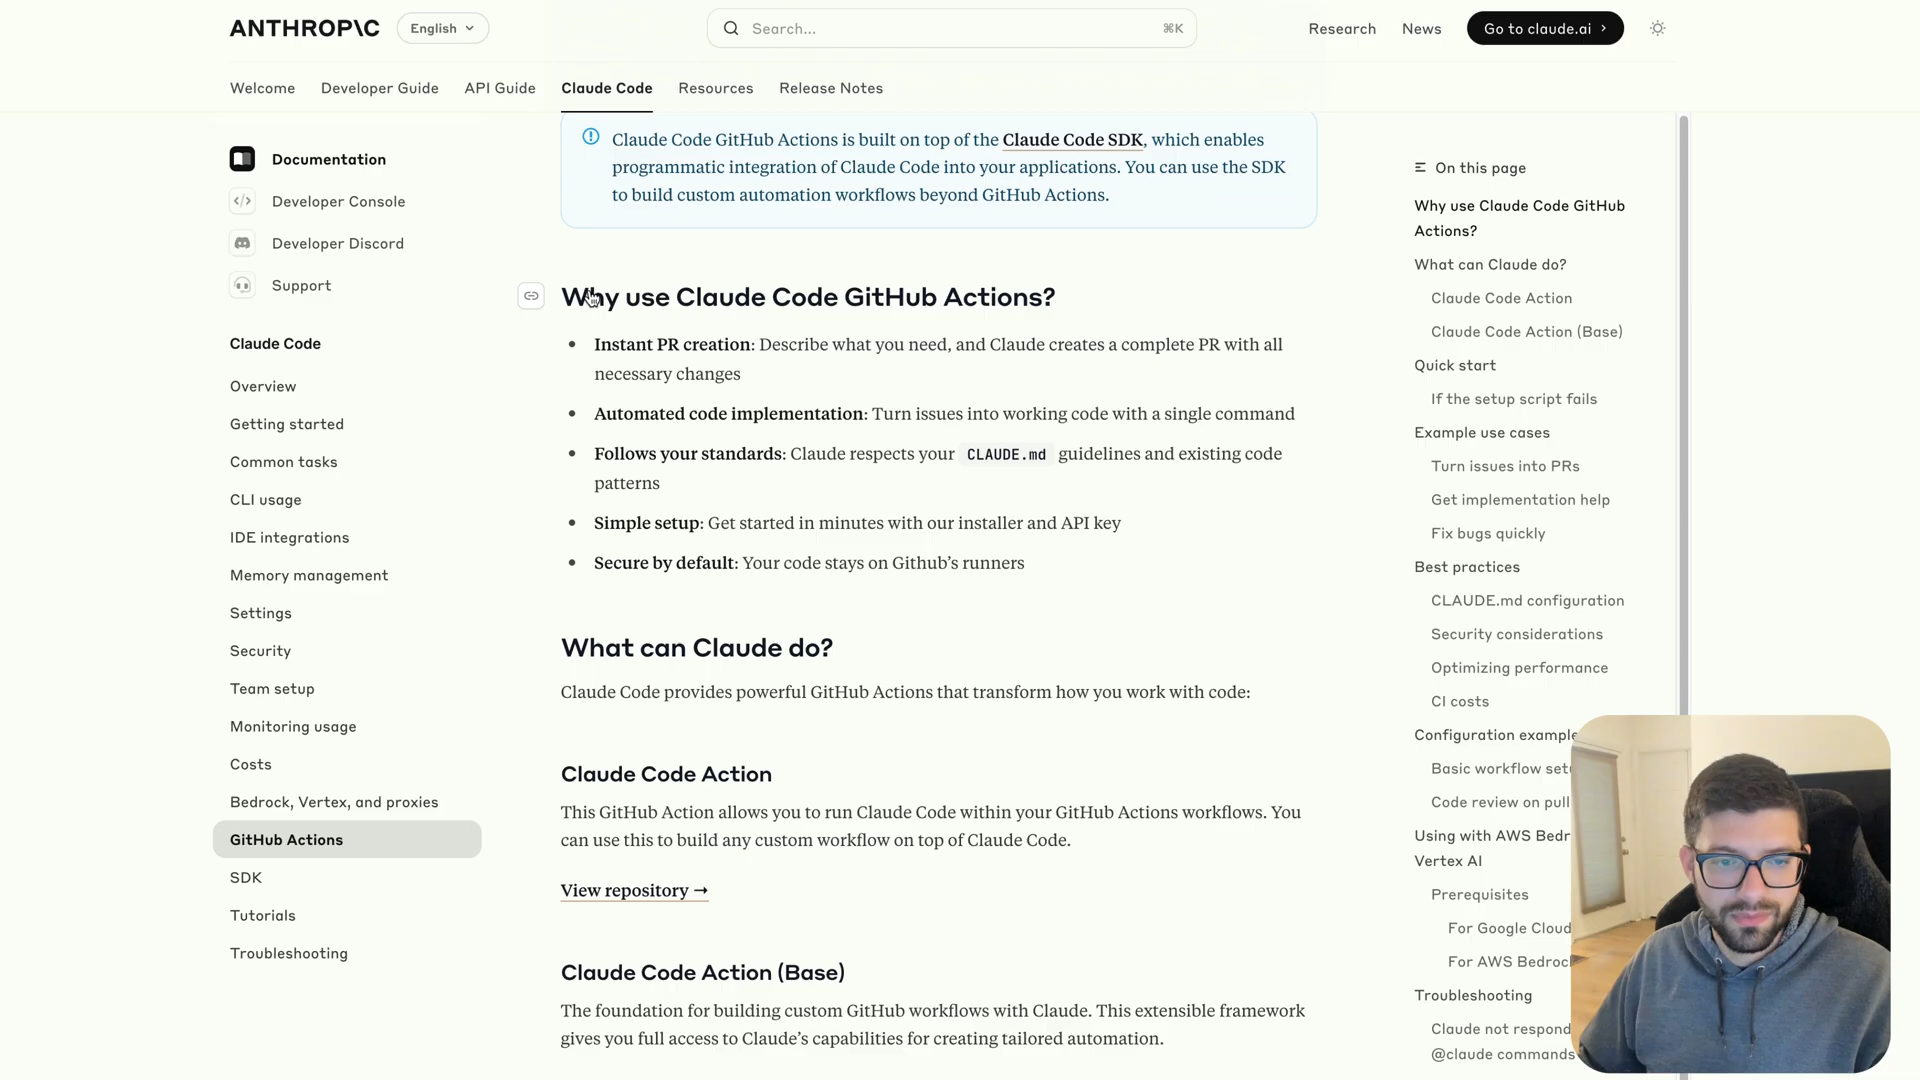 ANTHROP\C
English
Search...
⌘K
Research
News
Go to claude.ai
Welcome
Developer Guide
API Guide
Claude Code
Resources
Release Notes
Documentation
Developer Console
Developer Discord
Support
Claude Code
Overview
Getting started
Common tasks
CLI usage
IDE integrations
Memory management
Settings
Security
Team setup
Monitoring usage
Costs
Bedrock, Vertex, and proxies
GitHub Actions
SDK
Tutorials
Troubleshooting
Claude Code GitHub Actions is built on top of the Claude Code SDK, which enables
programmatic integration of Claude Code into your applications. You can use the SDK
to build custom automation workflows beyond GitHub Actions.
Why use Claude Code GitHub Actions?
• Instant PR creation: Describe what you need, and Claude creates a complete PR with all
necessary changes
• Automated code implementation: Turn issues into working code with a single command
• Follows your standards: Claude respects your CLAUDE.md guidelines and existing code
patterns
• Simple setup: Get started in minutes with our installer and API key
• Secure by default: Your code stays on Github's runners
What can Claude do?
Claude Code provides powerful GitHub Actions that transform how you work with code:
Claude Code Action
This GitHub Action allows you to run Claude Code within your GitHub Actions workflows. You
can use this to build any custom workflow on top of Claude Code.
View repository →
Claude Code Action (Base)
The foundation for building custom GitHub workflows with Claude. This extensible framework
gives you full access to Claude's capabilities for creating tailored automation.
On this page
Why use Claude Code GitHub
Actions?
What can Claude do?
Claude Code Action
Claude Code Action (Base)
Quick start
If the setup script fails
Example use cases
Turn issues into PRs
Get implementation help
Fix bugs quickly
Best practices
CLAUDE.md configuration
Security considerations
Optimizing performance
CI costs
Configuration example
Basic workflow set
Code review on pull
Using with AWS Bedr
Vertex AI
Prerequisites
For Google Cloud
For AWS Bedroc
Troubleshooting
Claude not respond
@claude commands